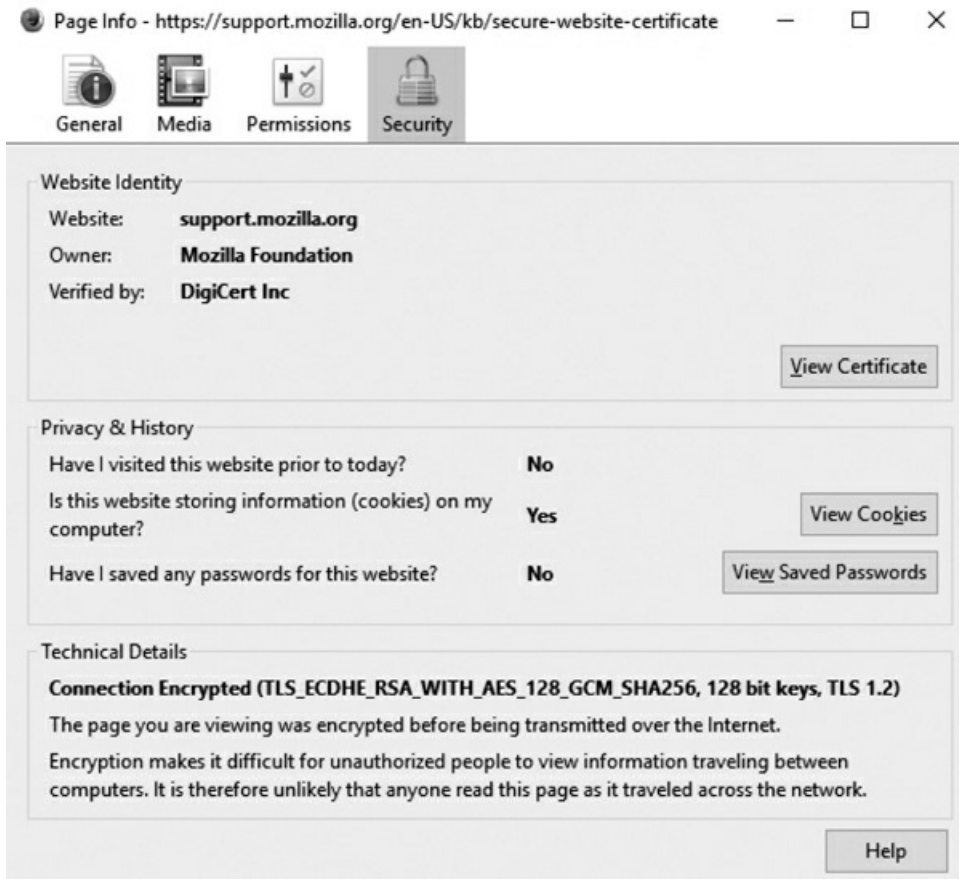 Page Info - https://support.mozilla.org/en-US/kb/secure-website-certificate
General Media Permissions Security
Website Identity
Website: support.mozilla.org
Owner: Mozilla Foundation
Verified by: DigiCert Inc
View Certificate
Privacy & History
Have I visited this website prior to today? No
Is this website storing information (cookies) on my
computer? Yes View Cookies
Have I saved any passwords for this website? No View Saved Passwords
Technical Details
Connection Encrypted (TLS_ECDHE_RSA_WITH_AES_128_GCM_SHA256, 128 bit keys, TLS 1.2)
The page you are viewing was encrypted before being transmitted over the Internet.
Encryption makes it difficult for unauthorized people to view information traveling between
computers. It is therefore unlikely that anyone read this page as it traveled across the network.
Help